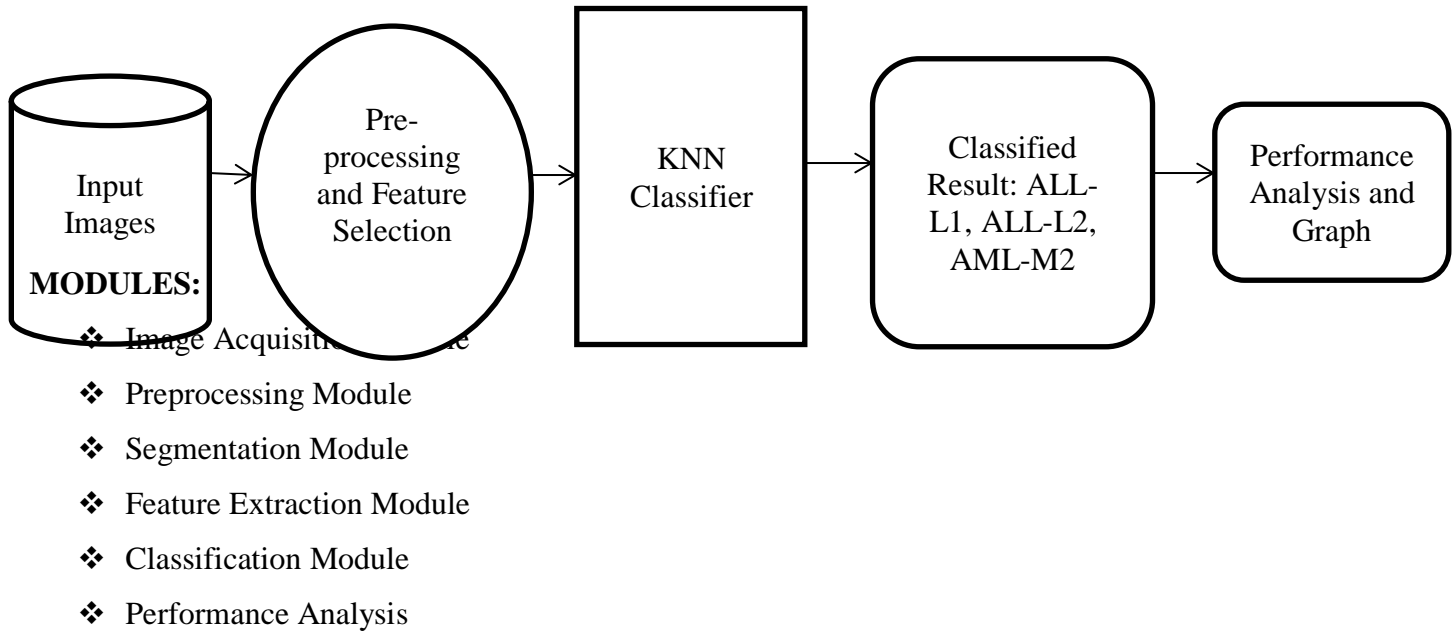 Input
Images
Pre-
processing
and Feature
Selection
KNN
Classifier
Classified
Result: ALL-
L1, ALL-L2,
AML-M2
Performance
Analysis and
Graph
MODULES:
❖ Image Acquisition
❖ Preprocessing Module
❖ Segmentation Module
❖ Feature Extraction Module
❖ Classification Module
❖ Performance Analysis